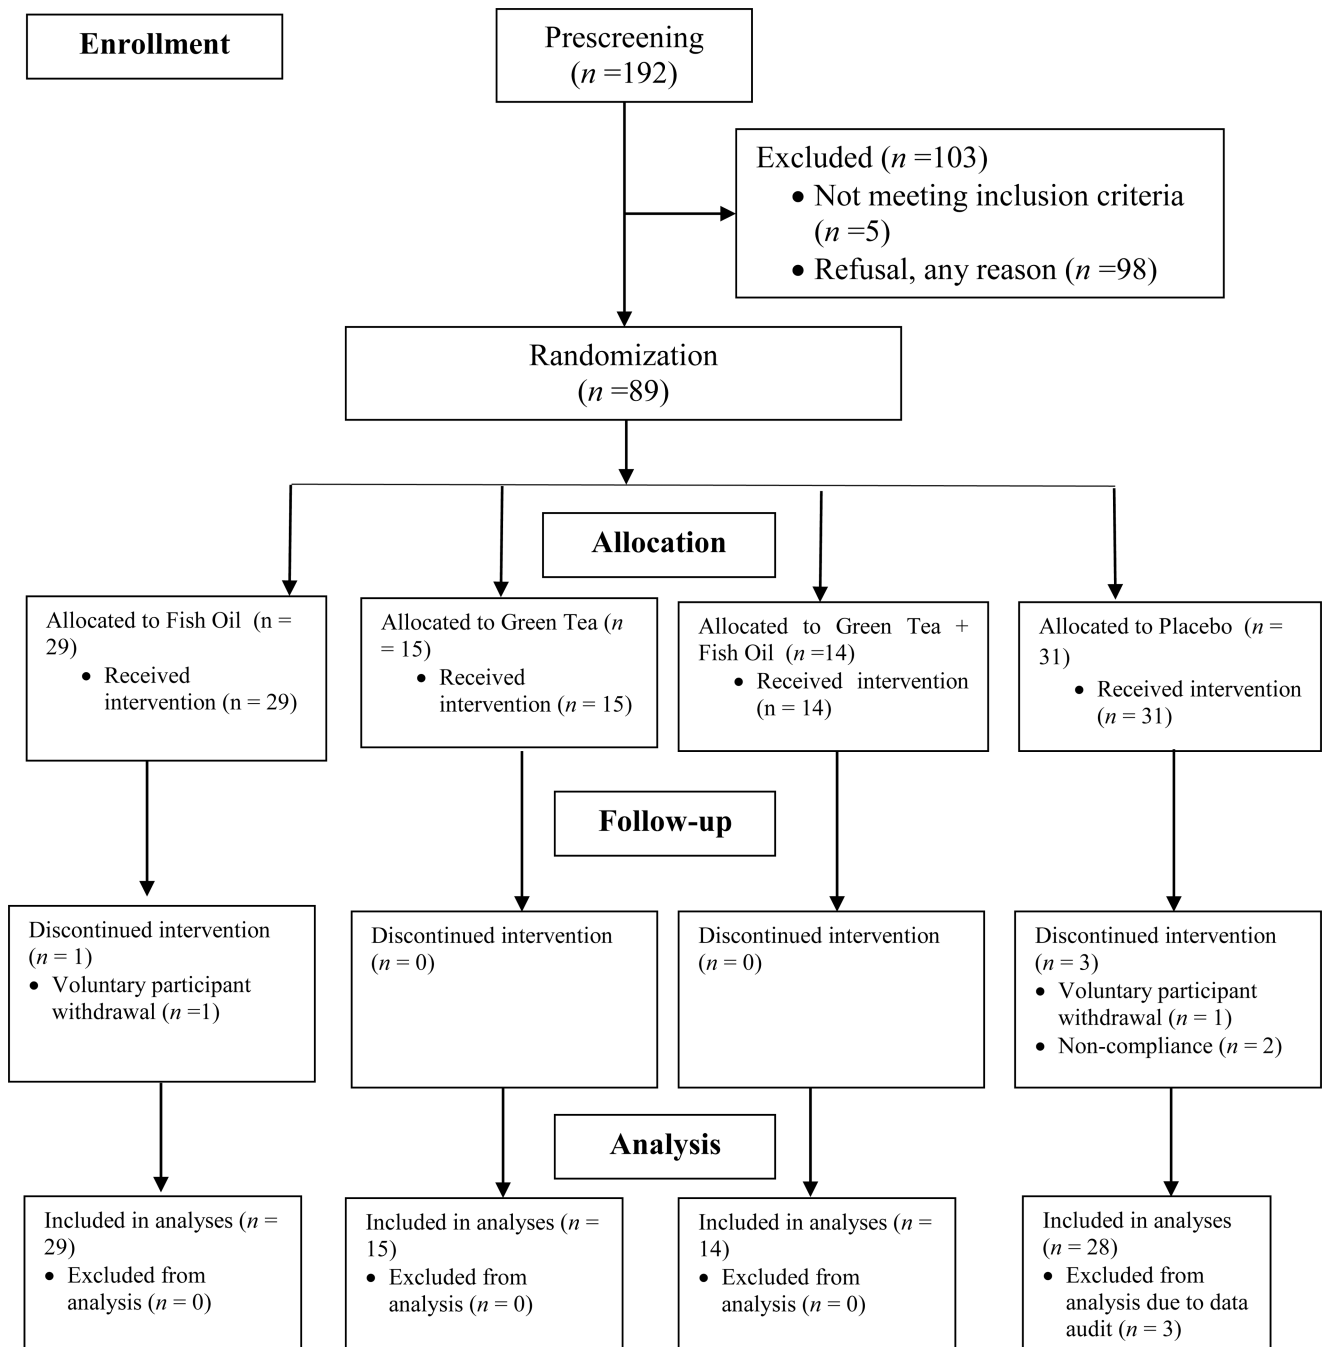 Enrollment
Prescreening
(n =192)
Excluded (n =103)
• Not meeting inclusion criteria
(n =5)
• Refusal, any reason (n =98)
Randomization
(n =89)
Allocation
Allocated to Fish Oil (n =
29)
• Received
intervention (n = 29)
Allocated to Green Tea (n
= 15)
• Received
intervention (n = 15)
Allocated to Green Tea +
Fish Oil (n =14)
• Received intervention
(n = 14)
Allocated to Placebo (n =
31)
• Received intervention
(n = 31)
Follow-up
Discontinued intervention
(n = 1)
• Voluntary participant
withdrawal (n =1)
Discontinued intervention
(n = 0)
Discontinued intervention
(n = 0)
Discontinued intervention
(n = 3)
• Voluntary participant
withdrawal (n = 1)
• Non-compliance (n = 2)
Analysis
Included in analyses (n =
29)
• Excluded from
analysis (n = 0)
Included in analyses (n =
15)
• Excluded from
analysis (n = 0)
Included in analyses (n =
14)
• Excluded from
analysis (n = 0)
Included in analyses
(n = 28)
• Excluded from
analysis due to data
audit (n = 3)